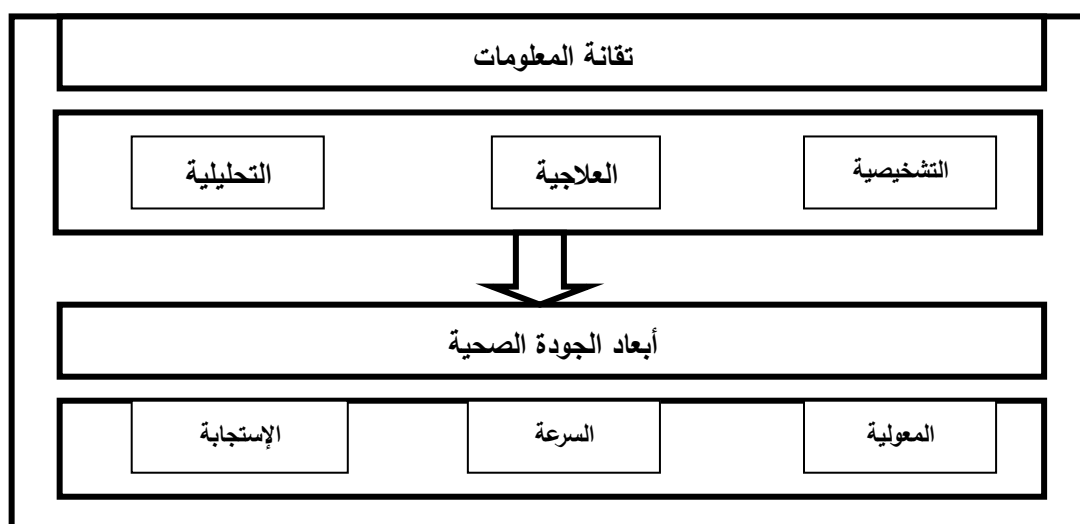 تقانة المعلومات
التشخيصية العلاجية التحليلية
أبعاد الجودة الصحية
المعولية السرعة الإستجابة